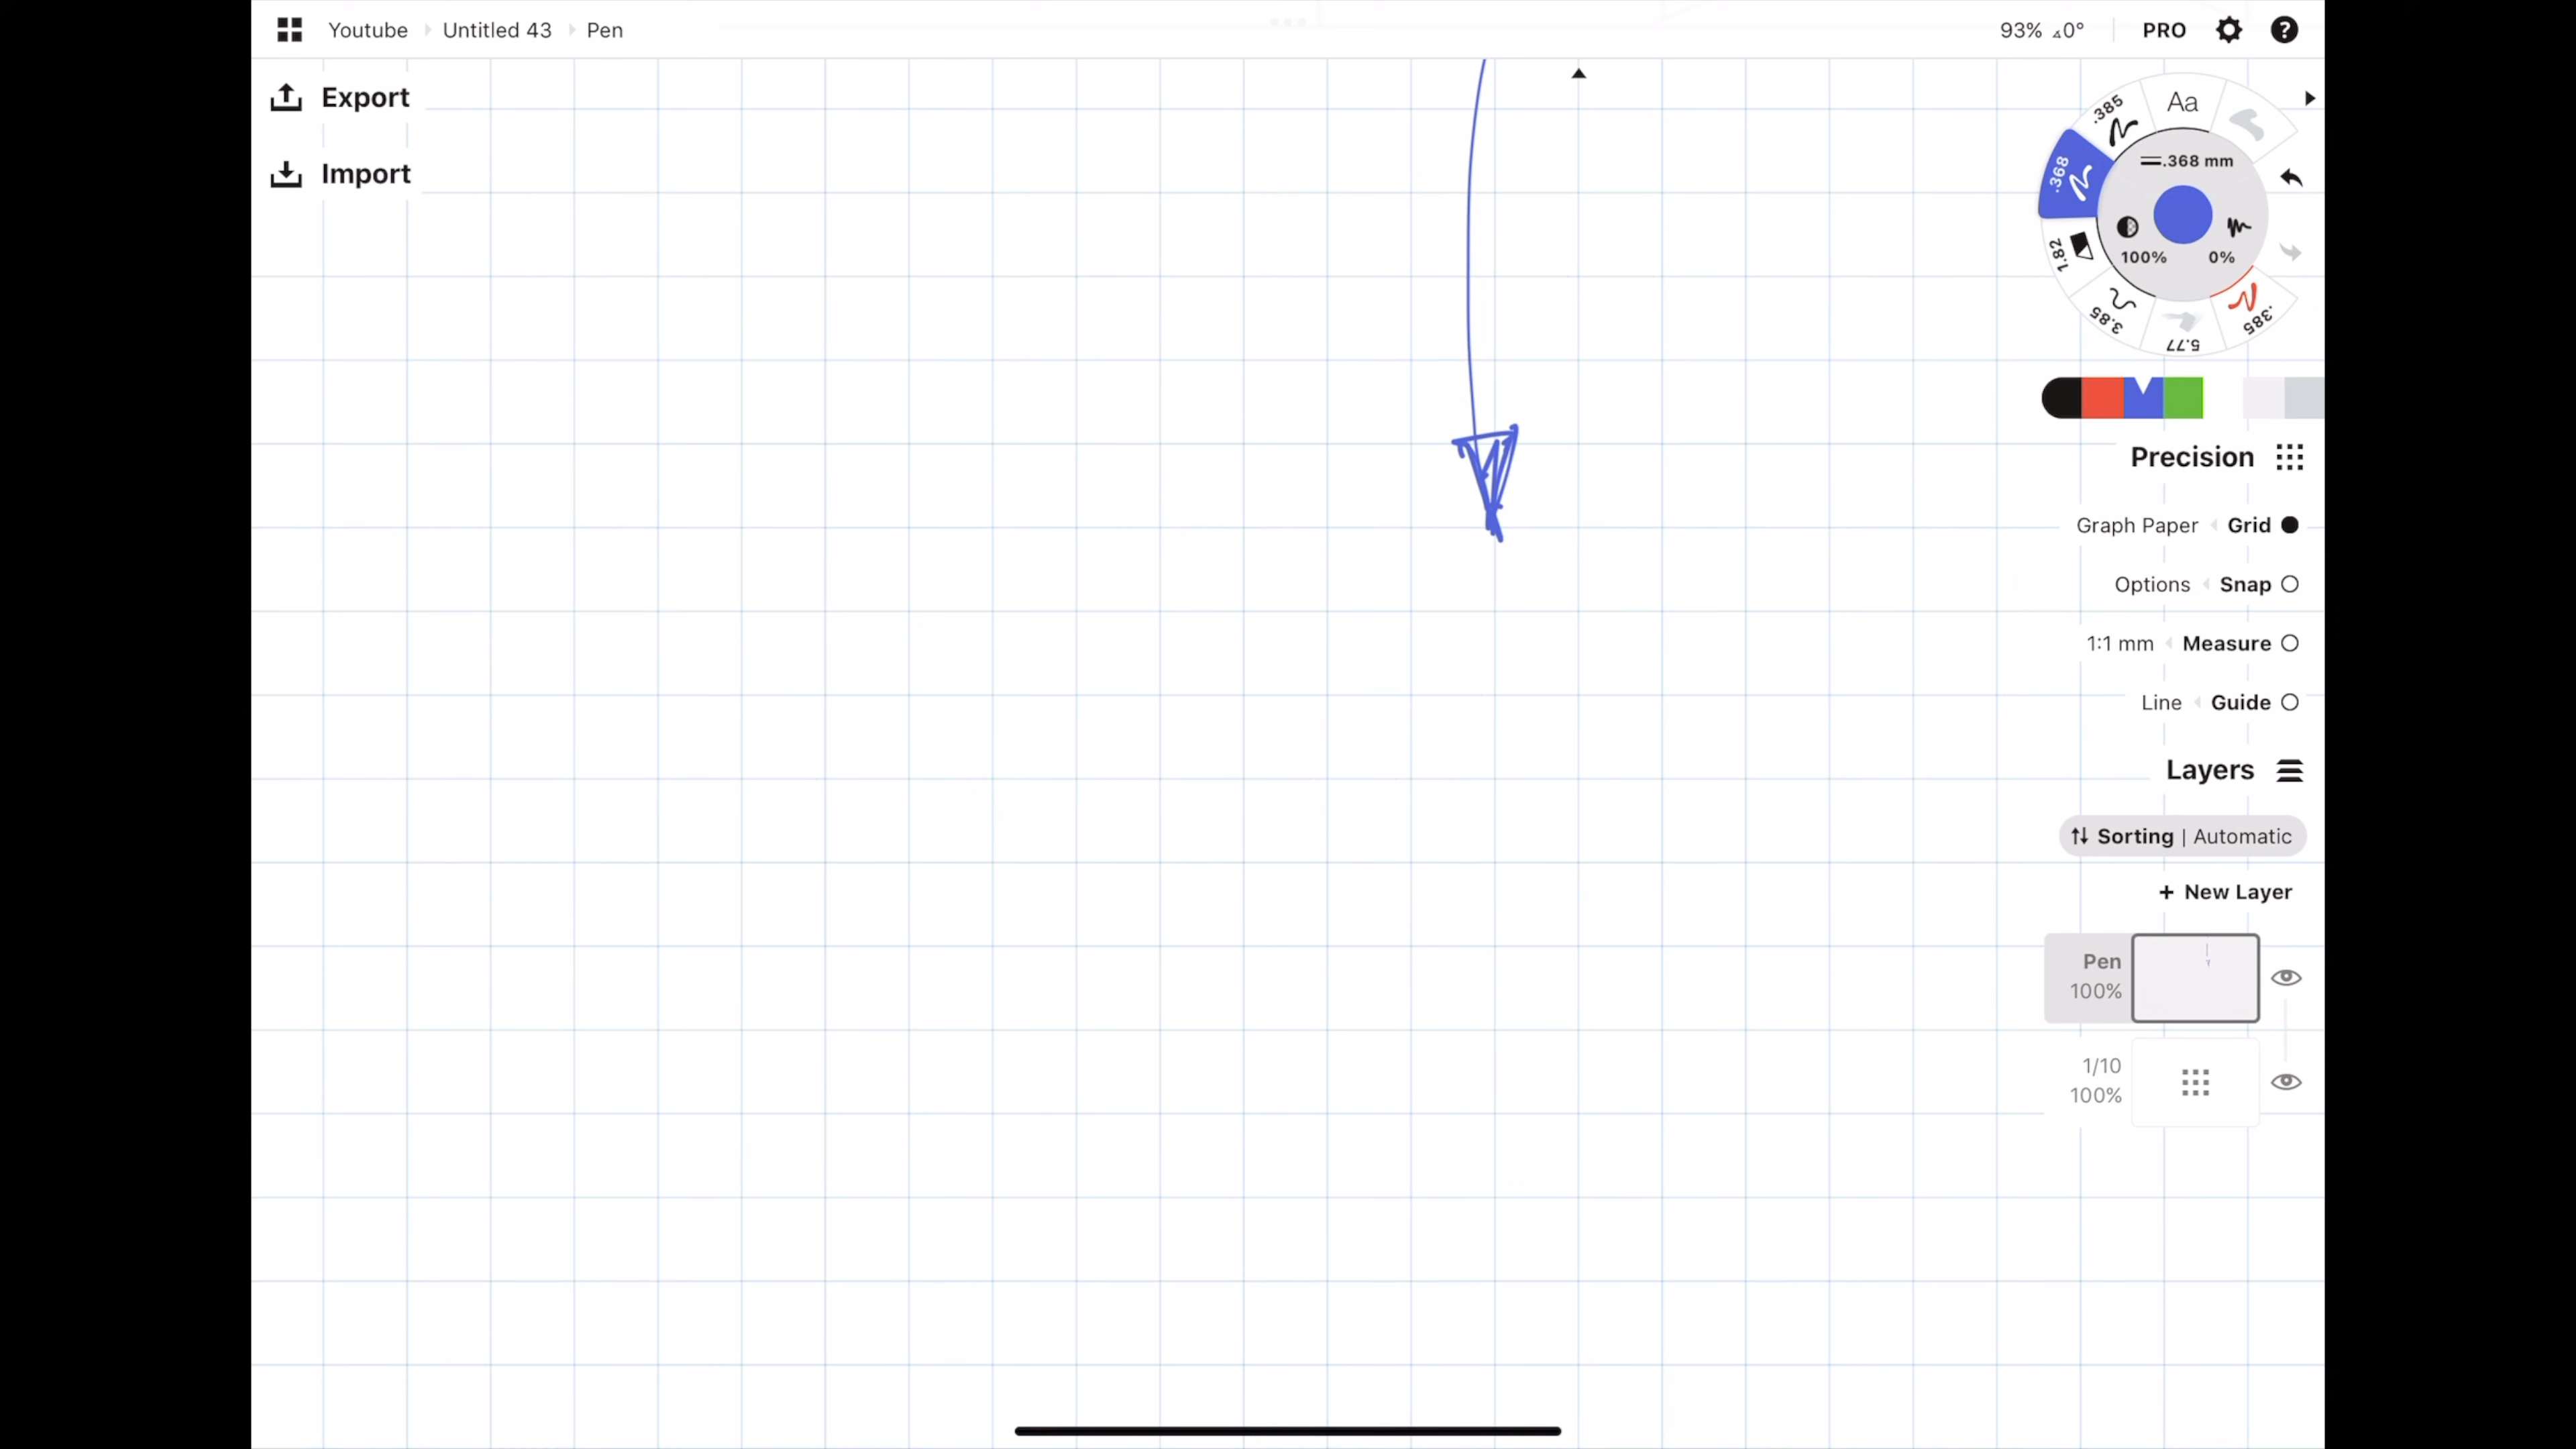 Youtube Untitled 43 Pen
93% ⊿0° PRO ?
Export
Import
Aa
.385
.368
1.82
3.85
5.77
.385
.368 mm
100% 0%
Precision
Graph Paper Grid
Options Snap
1:1 mm Measure
Line Guide
Layers
Sorting | Automatic
+ New Layer
Pen
100%
1/10
100%